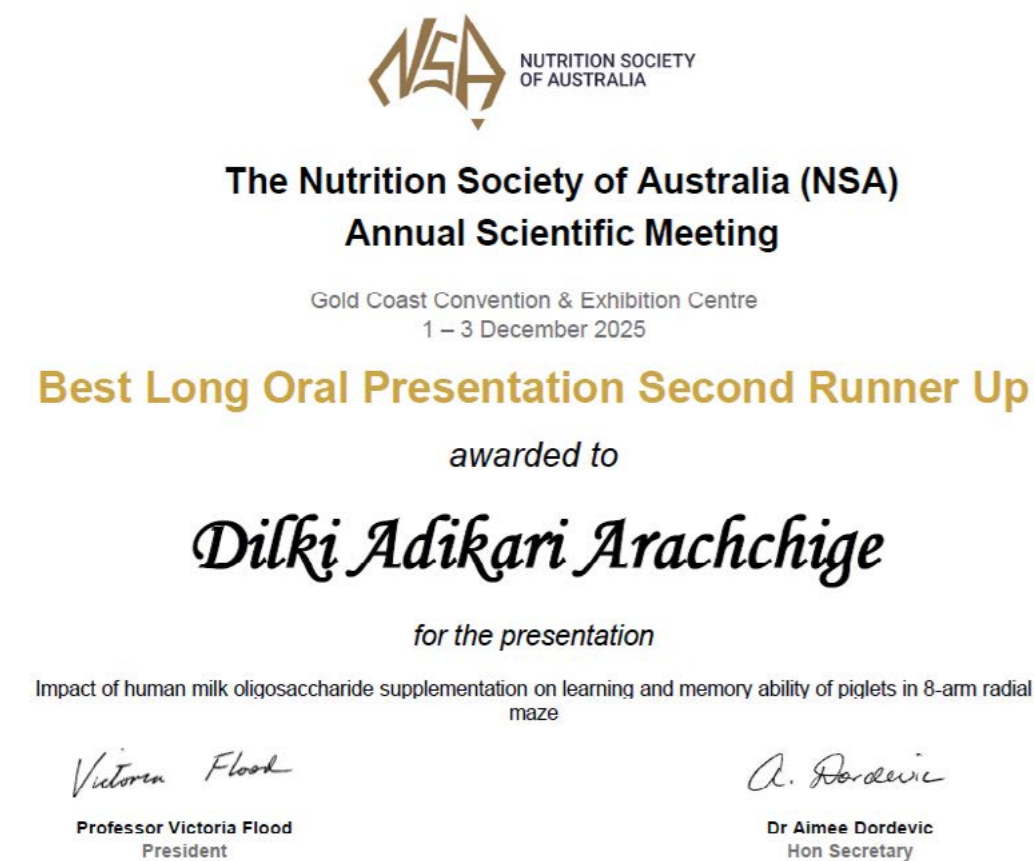 NSA
NUTRITION SOCIETY
OF AUSTRALIA
The Nutrition Society of Australia (NSA)
Annual Scientific Meeting
Gold Coast Convention & Exhibition Centre
1 – 3 December 2025
Best Long Oral Presentation Second Runner Up
awarded to
Dilki Adikari Arachchige
for the presentation
Impact of human milk oligosaccharide supplementation on learning and memory ability of piglets in 8-arm radial
maze
Victoria Flood
A. Dordevic
Professor Victoria Flood
Dr Aimee Dordevic
President
Hon Secretary